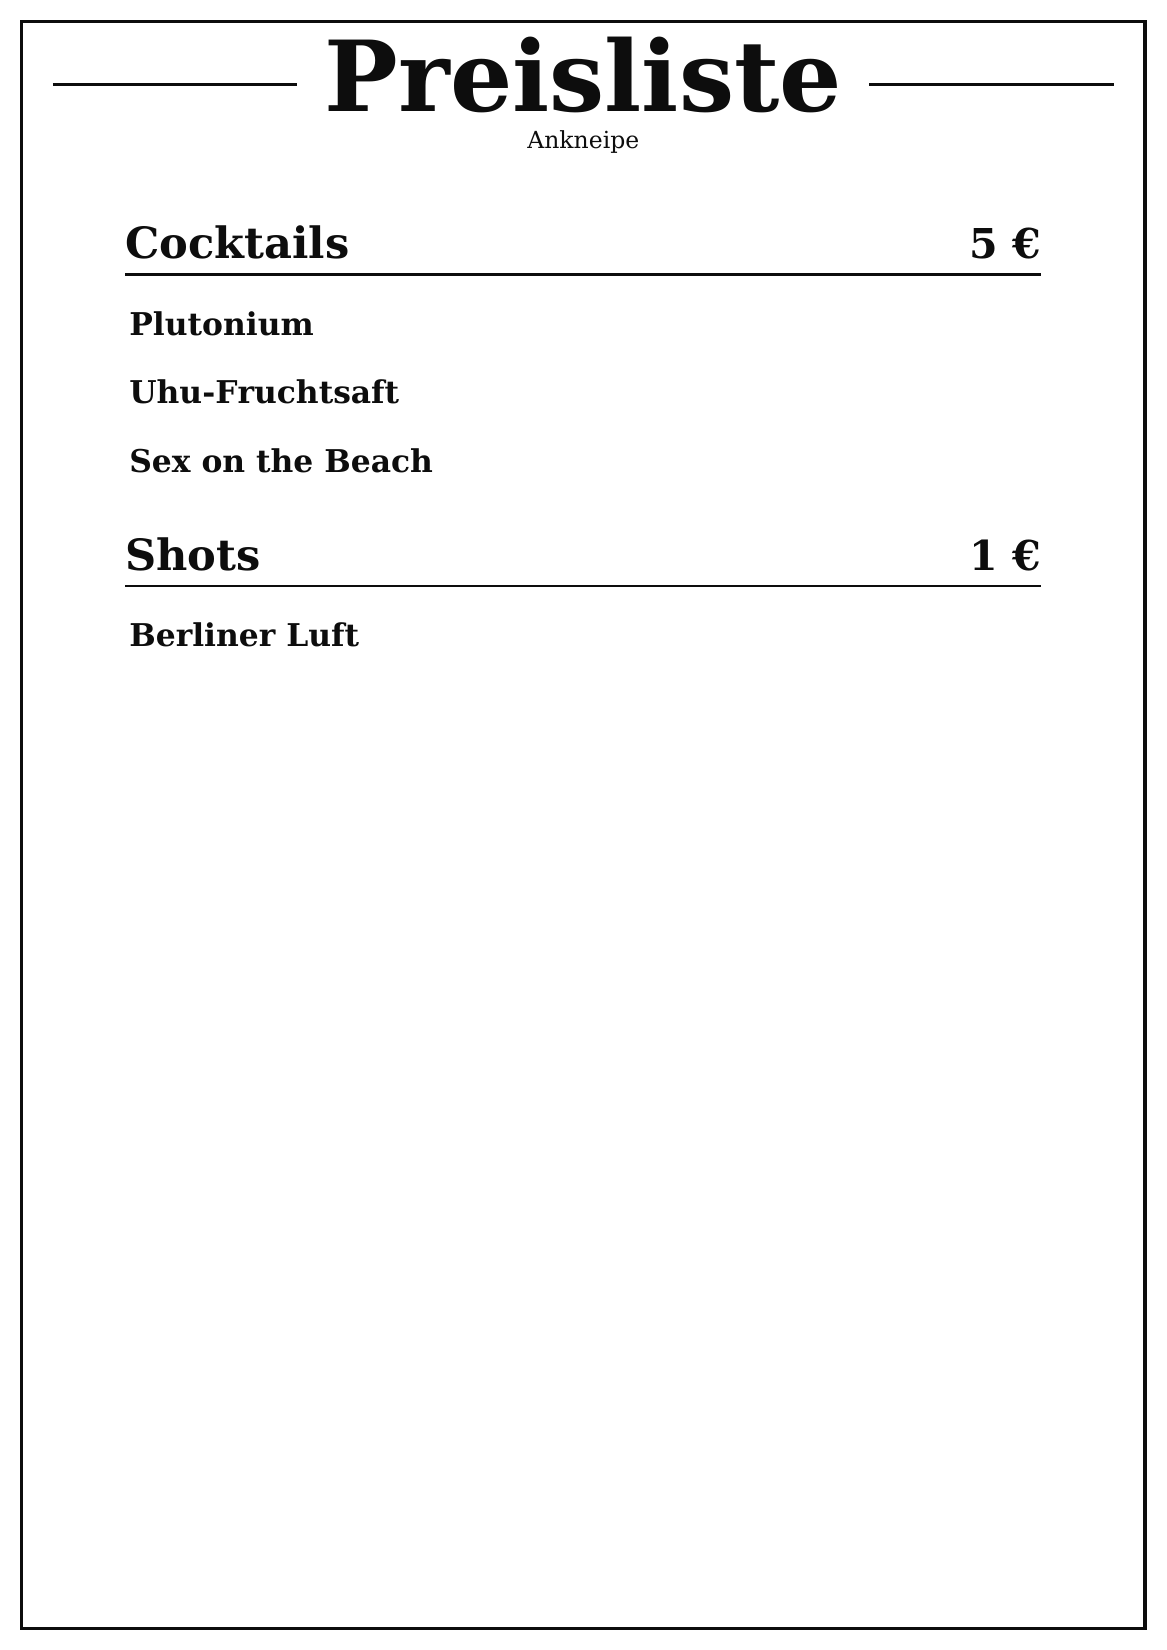 Preisliste
Ankneipe
Cocktails 5 €
Plutonium
Uhu-Fruchtsaft
Sex on the Beach
Shots 1 €
Berliner Luft